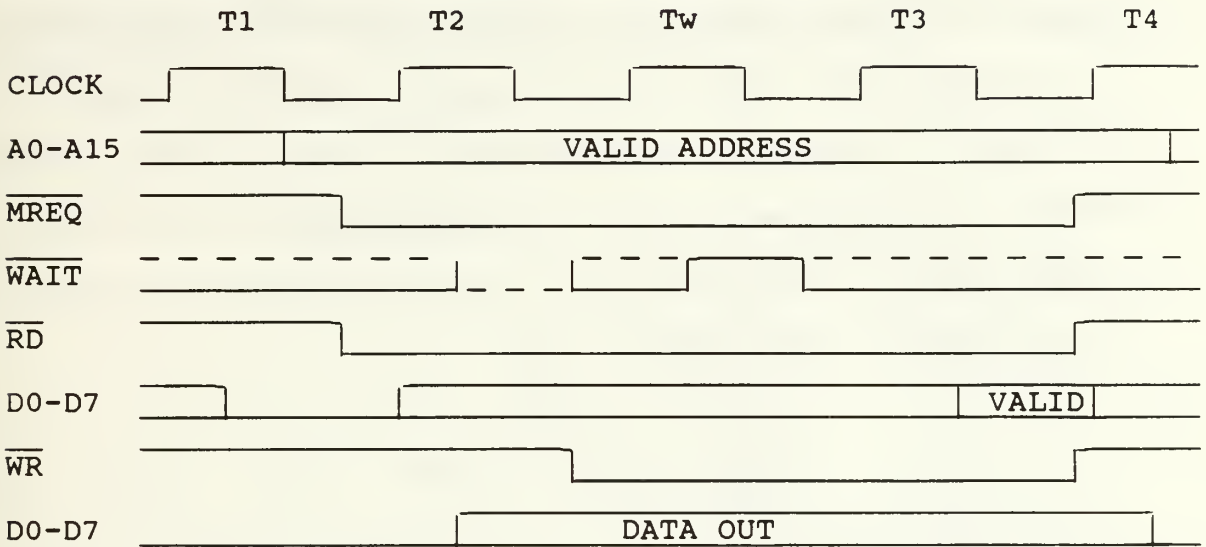 T1 T2 Tw T3 T4
CLOCK
A0-A15 VALID ADDRESS
MREQ
WAIT
RD
D0-D7 VALID
WR
D0-D7 DATA OUT